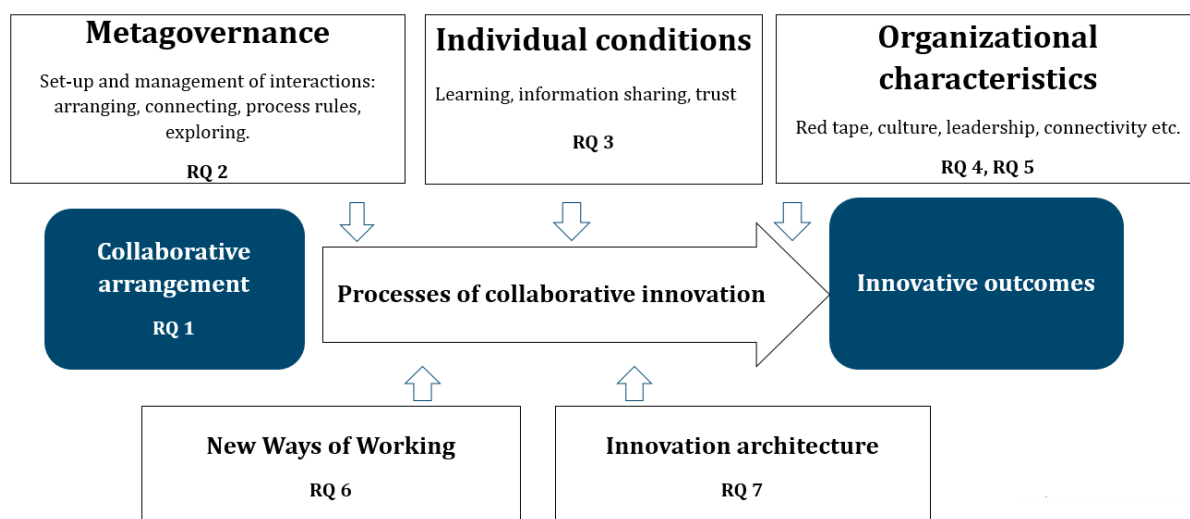 Metagovernance
Set-up and management of interactions:
arranging, connecting, process rules,
exploring.
RQ 2
Individual conditions
Learning, information sharing, trust
RQ 3
Organizational
characteristics
Red tape, culture, leadership, connectivity etc.
RQ 4, RQ 5
Collaborative
arrangement
RQ 1
Processes of collaborative innovation
Innovative outcomes
New Ways of Working
RQ 6
Innovation architecture
RQ 7